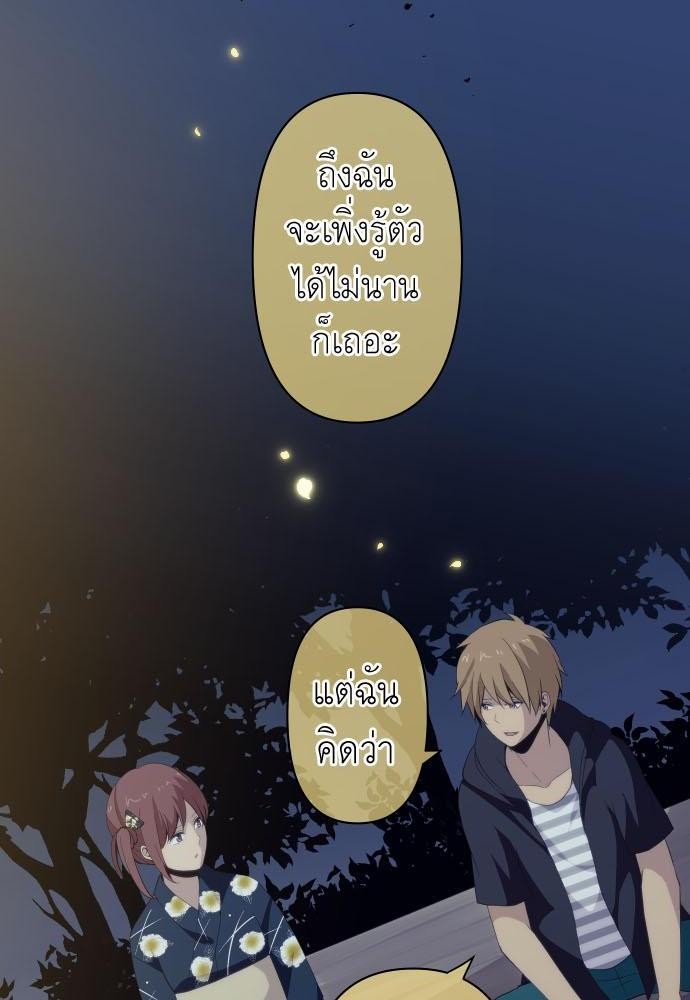 ถึงฉัน
จะเพิ่งรู้ตัว
ได้ไม่นาน
ก็เถอะ
แต่ฉัน
คิดว่า